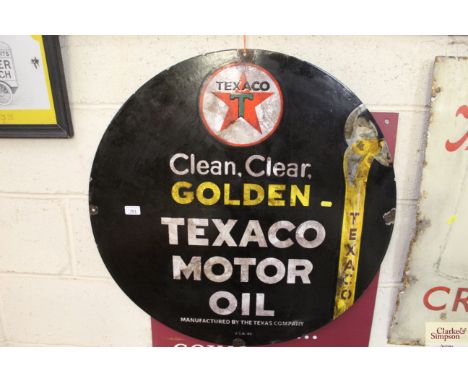 TEXACO
T
Clean, Clear,
GOLDEN -
TEXACO
MOTOR
OIL
TEXACO
MANUFACTURED BY THE TEXAS COMPANY
Clarke&
Simpson